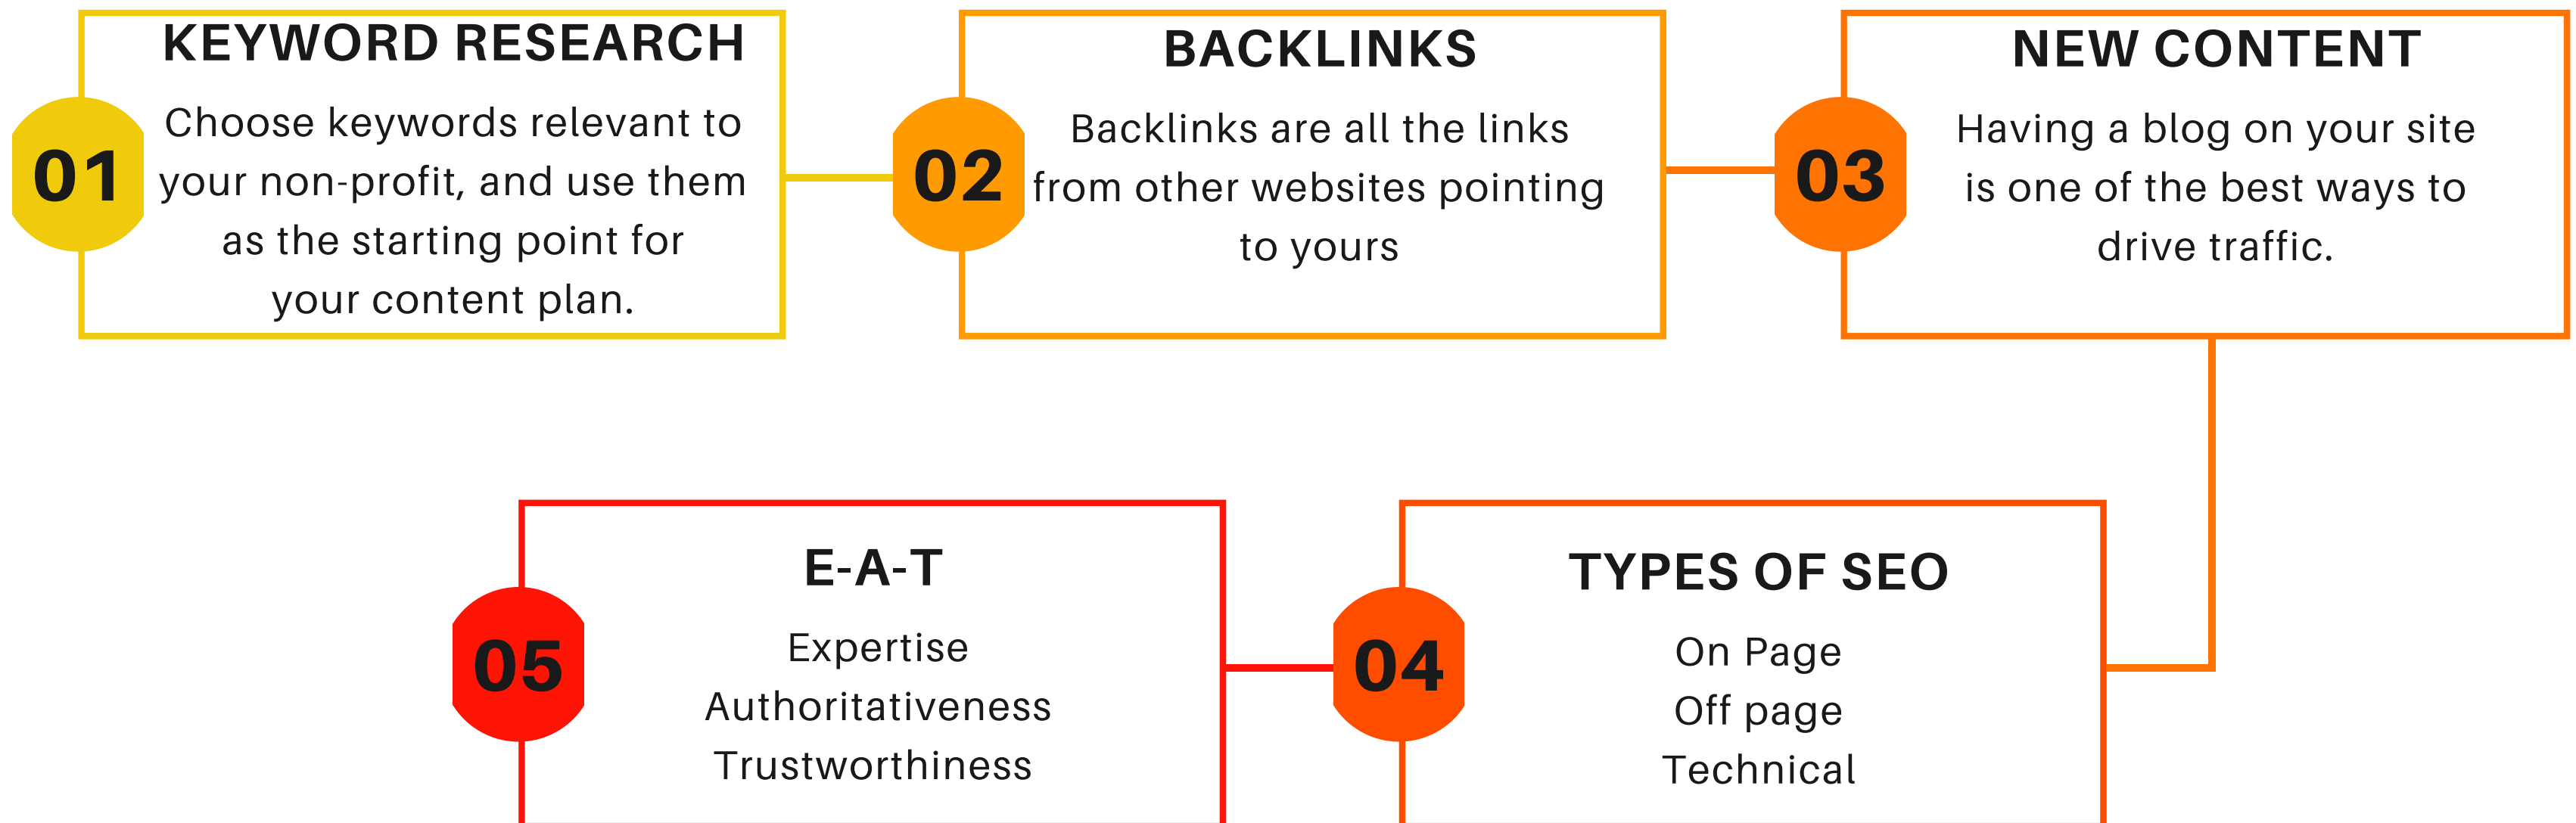 01
KEYWORD RESEARCH
Choose keywords relevant to
your non-profit, and use them
as the starting point for
your content plan.
02
BACKLINKS
Backlinks are all the links
from other websites pointing
to yours
03
NEW CONTENT
Having a blog on your site
is one of the best ways to
drive traffic.
04
TYPES OF SEO
On Page
Off page
Technical
05
E-A-T
Expertise
Authoritativeness
Trustworthiness